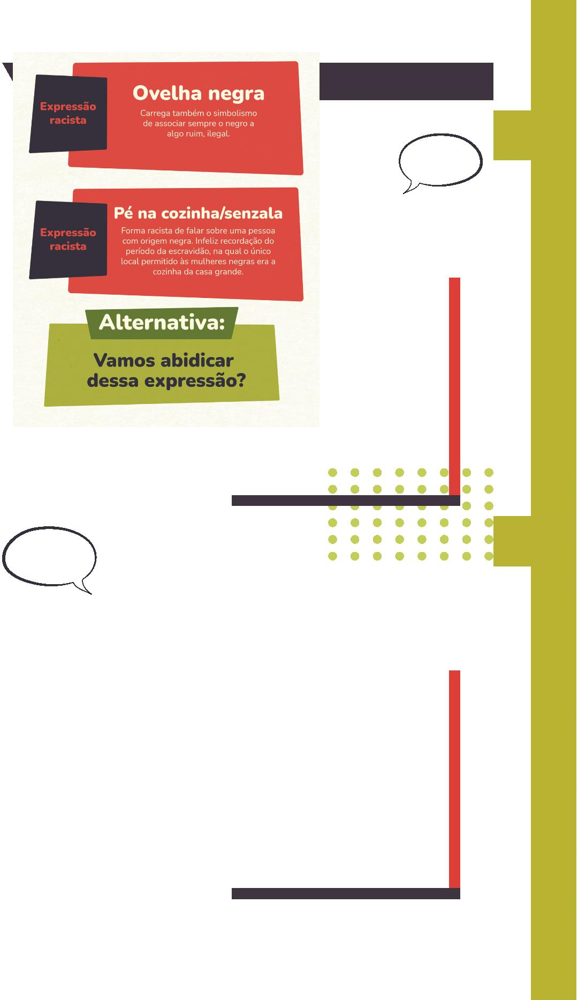 Expressão
racista
Ovelha negra
Carrega também o simbolismo
de associar sempre o negro a
algo ruim, ilegal.
Expressão
racista
Pé na cozinha/senzala
Forma racista de falar sobre uma pessoa
com origem negra. Infeliz recordação do
período da escravidão, na qual o único
local permitido às mulheres negras era a
cozinha da casa grande.
Alternativa:
Vamos abidicar
dessa expressão?